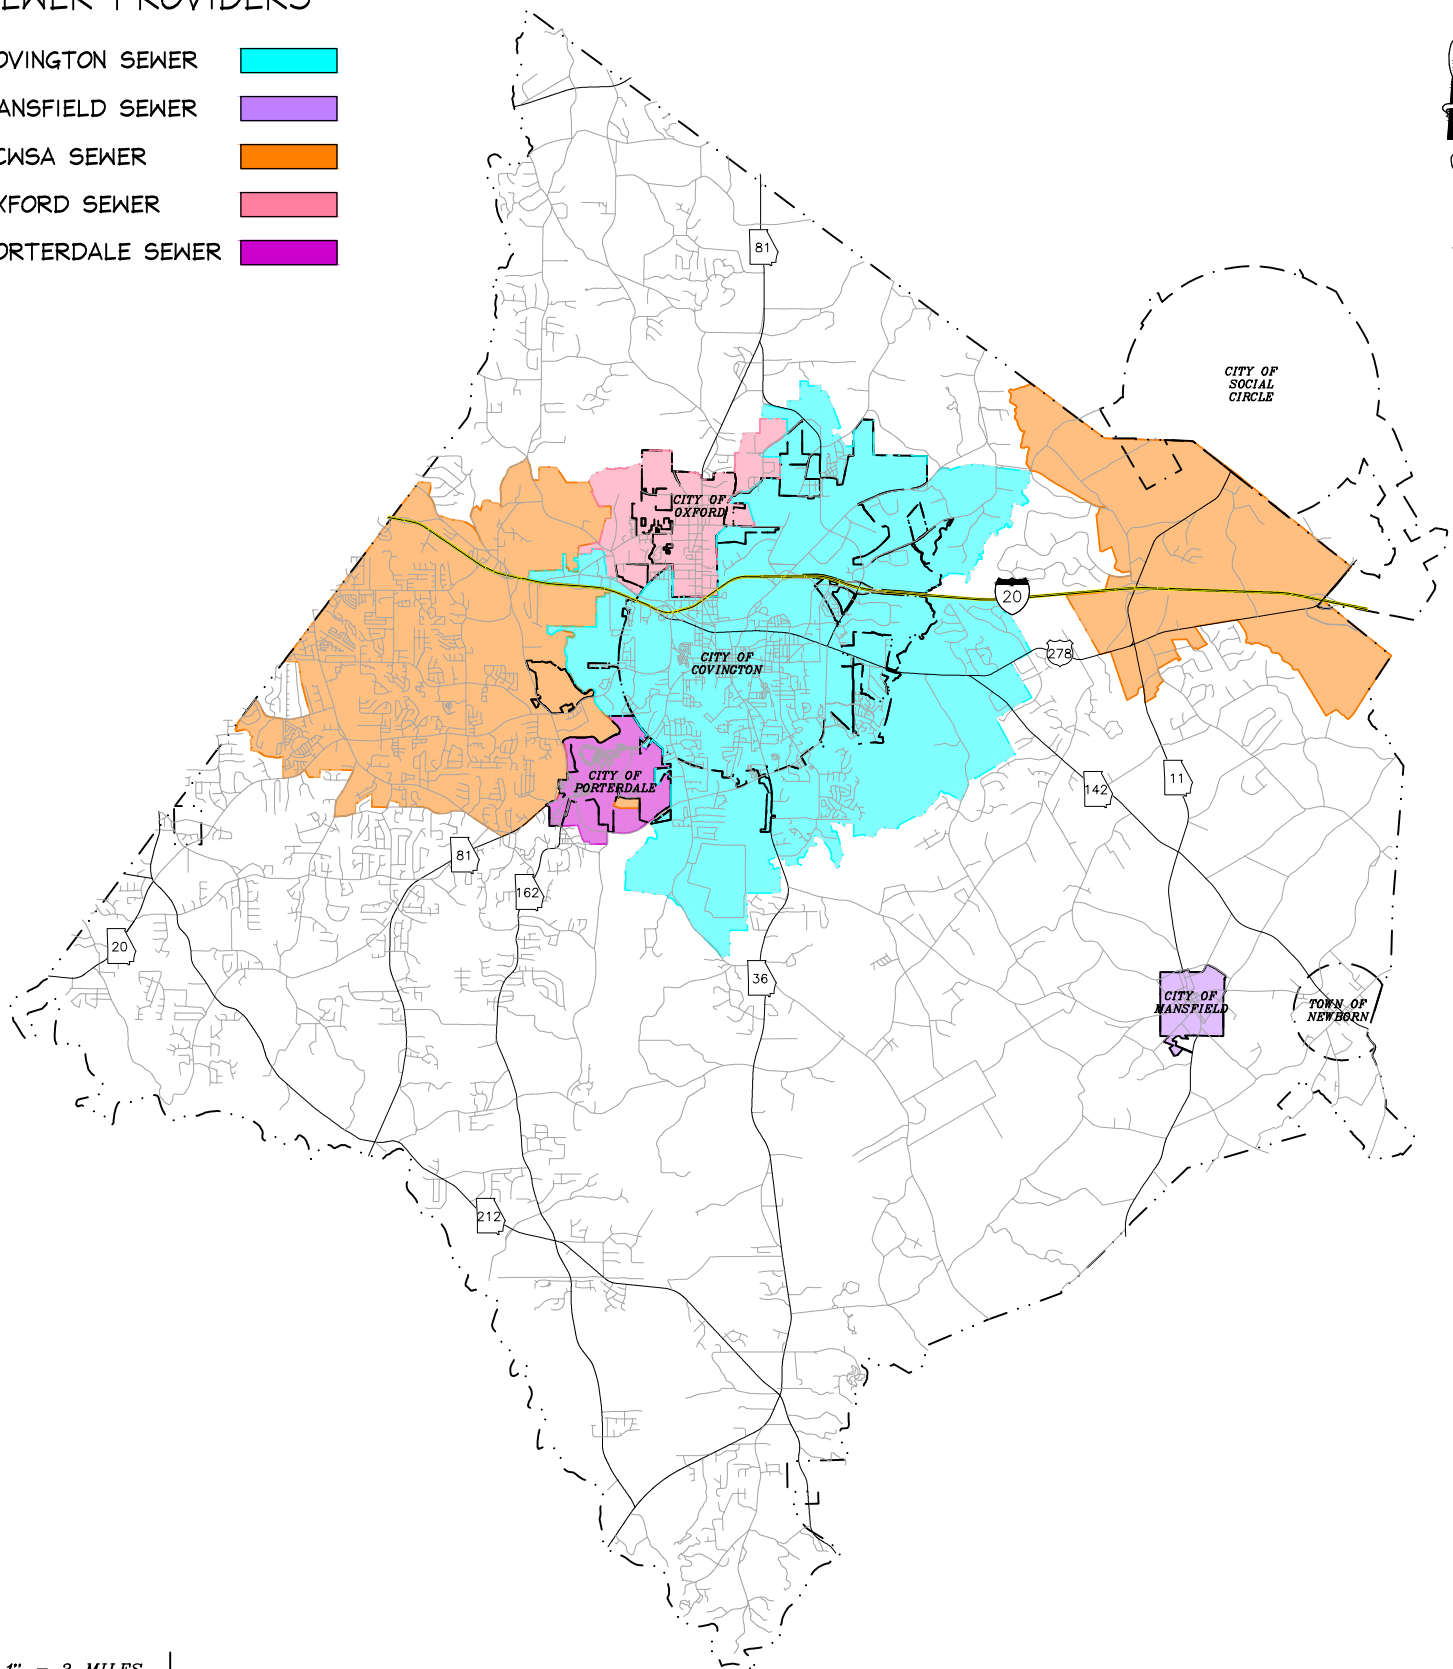 EWER PROVIDERS
OVINGTON SEWER
ANSFIELD SEWER
CWSA SEWER
XFORD SEWER
ORTERDALE SEWER
81
CITY OF
SOCIAL
CIRCLE
CITY OF
OXFORD
20
CITY OF
COVINGTON
278
CITY OF
PORTERDALE
11
142
81
162
20
36
CITY OF
MANSFIELD
TOWN OF
NEWBORN
212